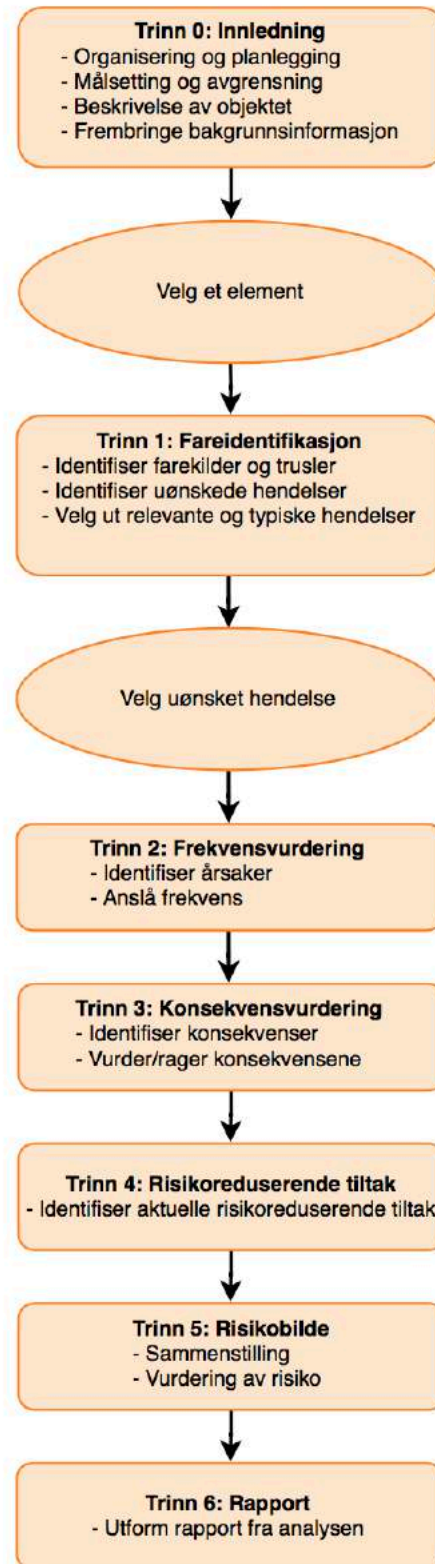 Trinn 0: Innledning
- Organisering og planlegging
- Målsetting og avgrensning
- Beskrivelse av objektet
- Frembringe bakgrunnsinformasjon
Velg et element
Trinn 1: Fareidentifikasjon
- Identifiser farekilder og trusler
- Identifiser uønskede hendelser
- Velg ut relevante og typiske hendelser
Velg uønsket hendelse
Trinn 2: Frekvensvurdering
- Identifiser årsaker
- Anslå frekvens
Trinn 3: Konsekvensvurdering
- Identifiser konsekvenser
- Vurder/rager konsekvensene
Trinn 4: Risikoreduserende tiltak
- Identifiser aktuelle risikoreduserende tiltak
Trinn 5: Risikobilde
- Sammenstilling
- Vurdering av risiko
Trinn 6: Rapport
- Utform rapport fra analysen